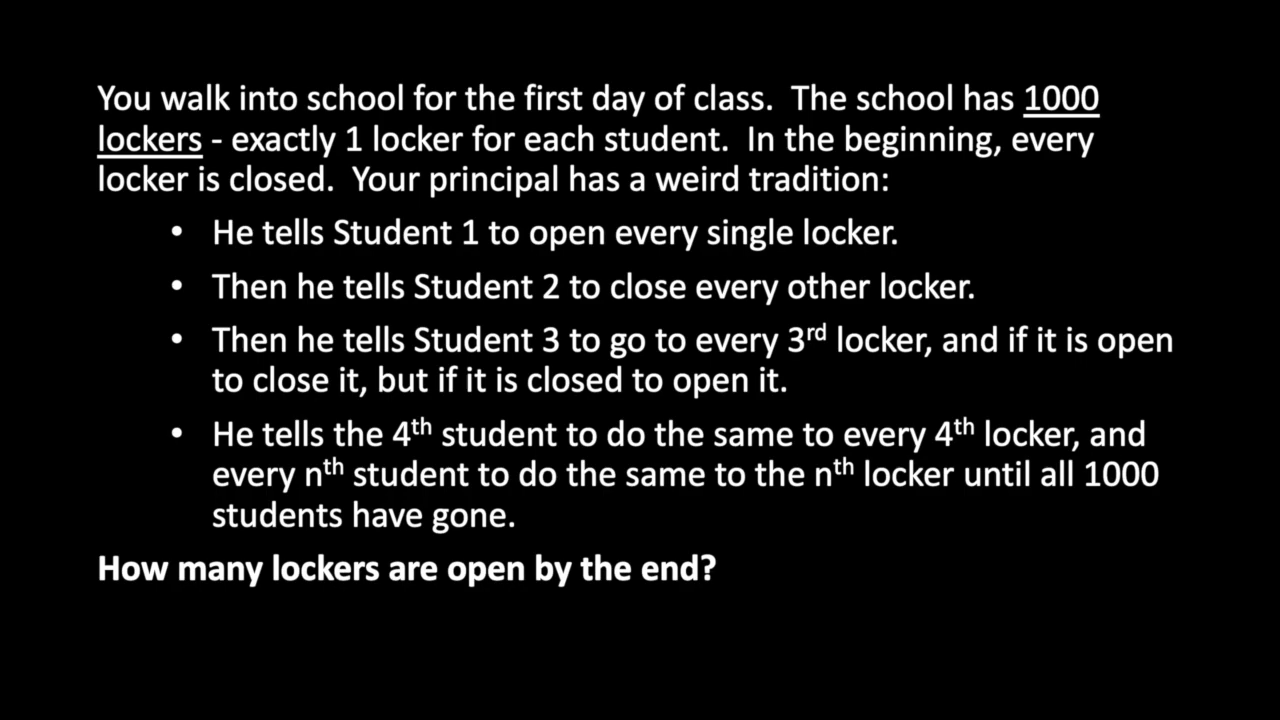 You walk into school for the first day of class.  The school has 1000
lockers - exactly 1 locker for each student.  In the beginning, every
locker is closed.  Your principal has a weird tradition:
• He tells Student 1 to open every single locker.
• Then he tells Student 2 to close every other locker.
• Then he tells Student 3 to go to every 3rd locker, and if it is open
to close it, but if it is closed to open it.
• He tells the 4th student to do the same to every 4th locker, and
every nth student to do the same to the nth locker until all 1000
students have gone.
How many lockers are open by the end?